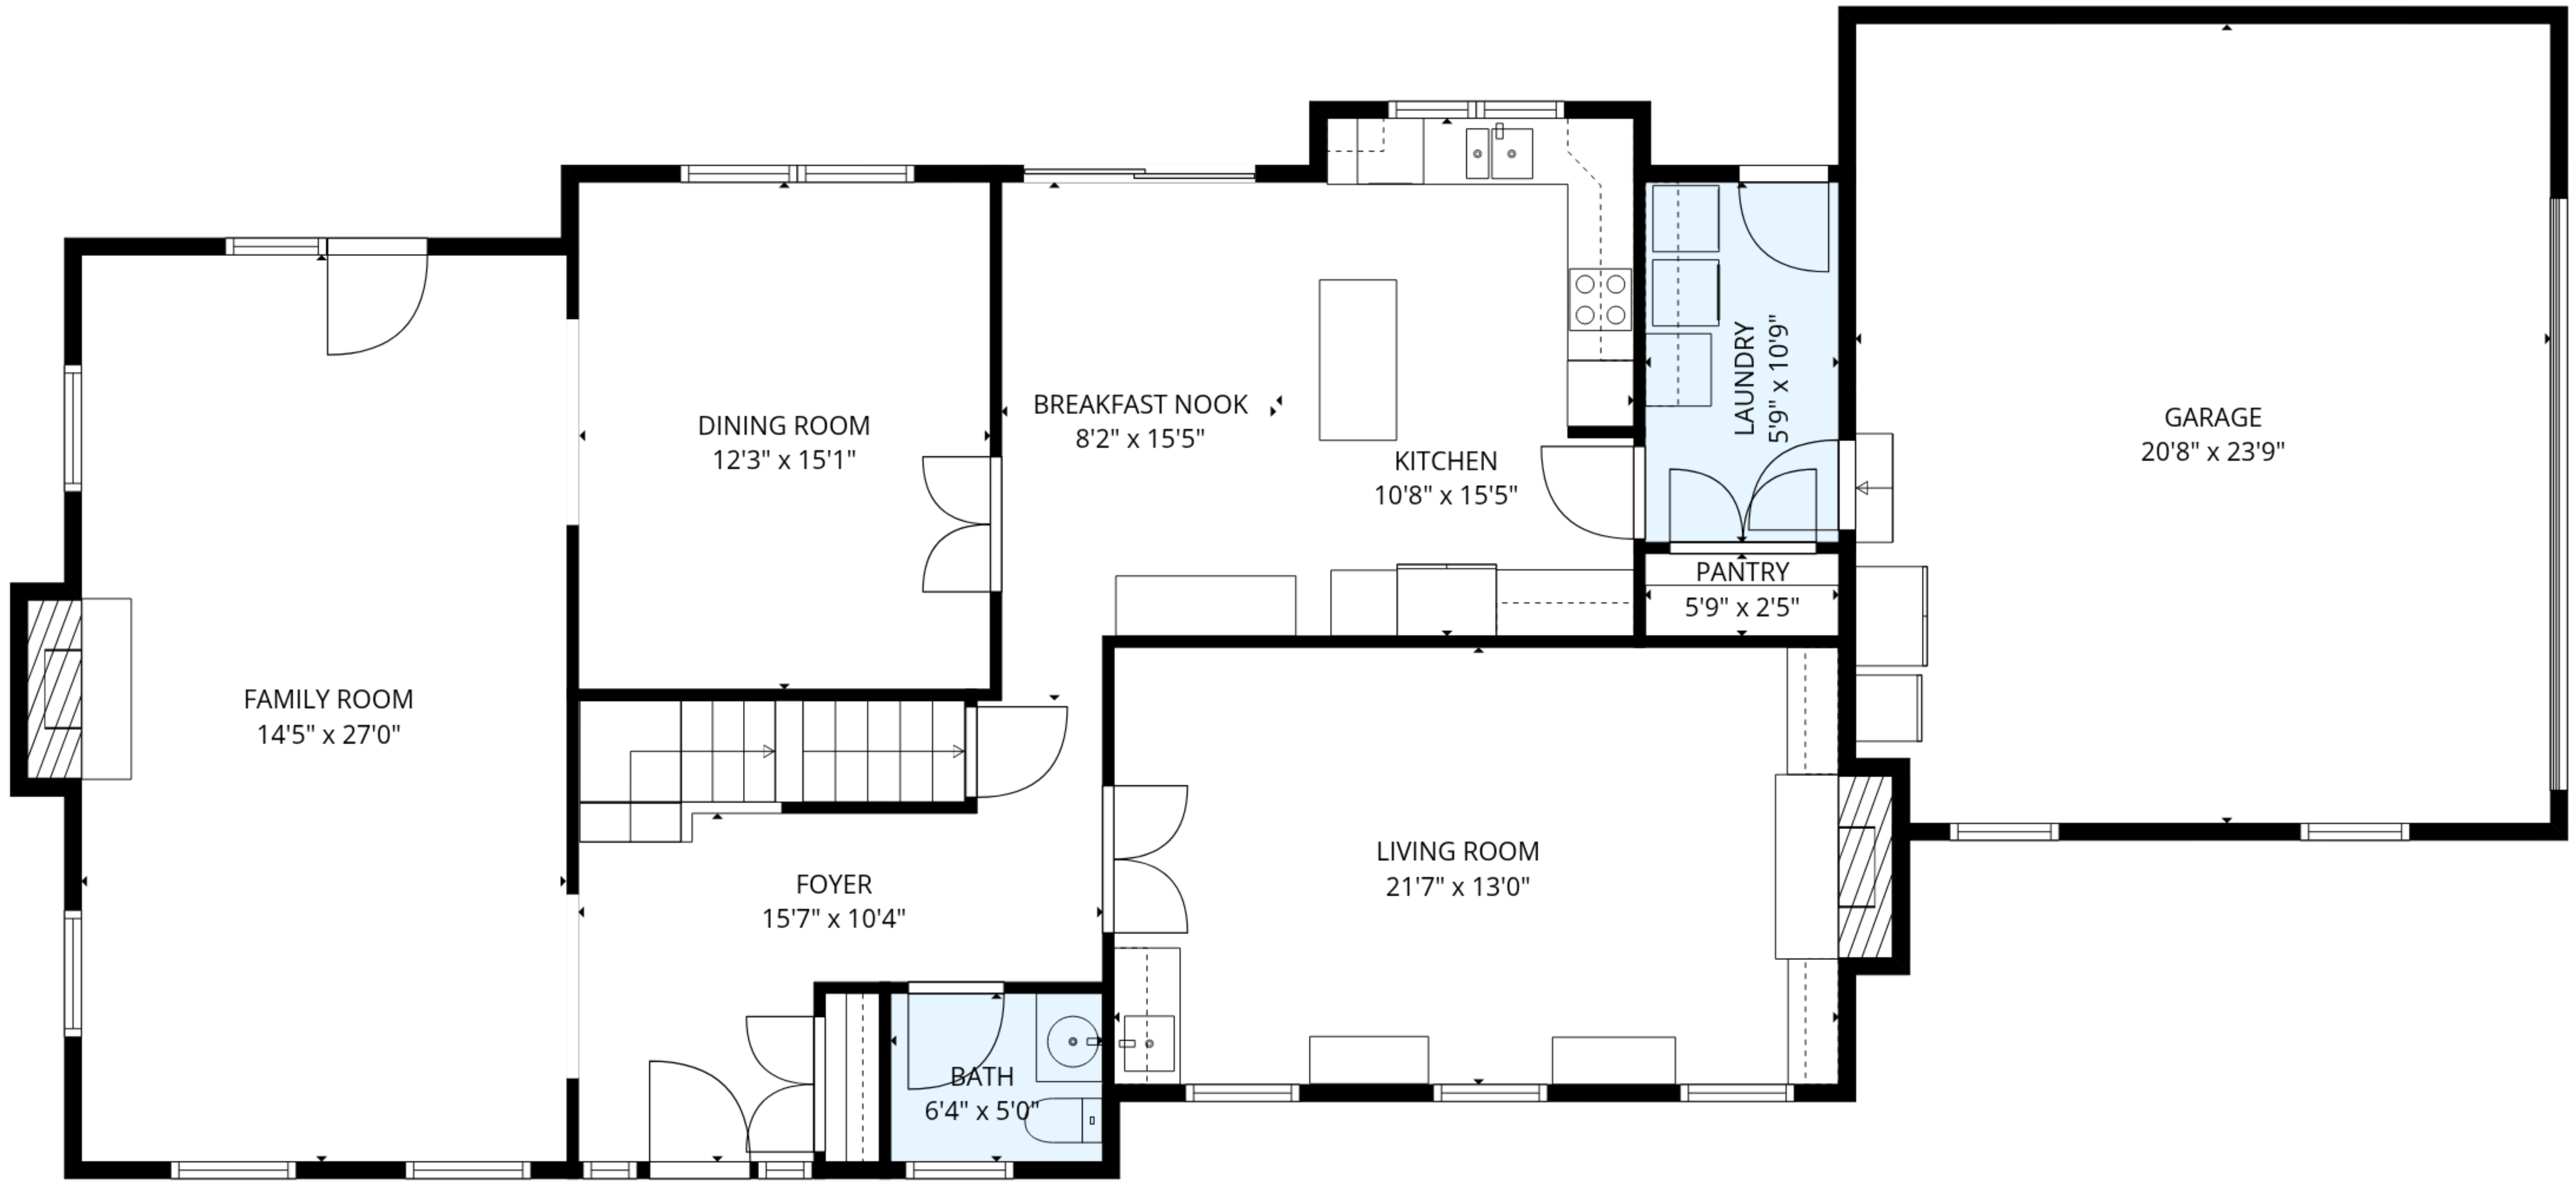 GARAGE
20'8" x 23'9"
DINING ROOM
12'3" x 15'1"
BREAKFAST NOOK
8'2" x 15'5"
KITCHEN
10'8" x 15'5"
LAUNDRY
5'9" x 10'9"
PANTRY
5'9" x 2'5"
FAMILY ROOM
14'5" x 27'0"
FOYER
15'7" x 10'4"
LIVING ROOM
21'7" x 13'0"
BATH
6'4" x 5'0"